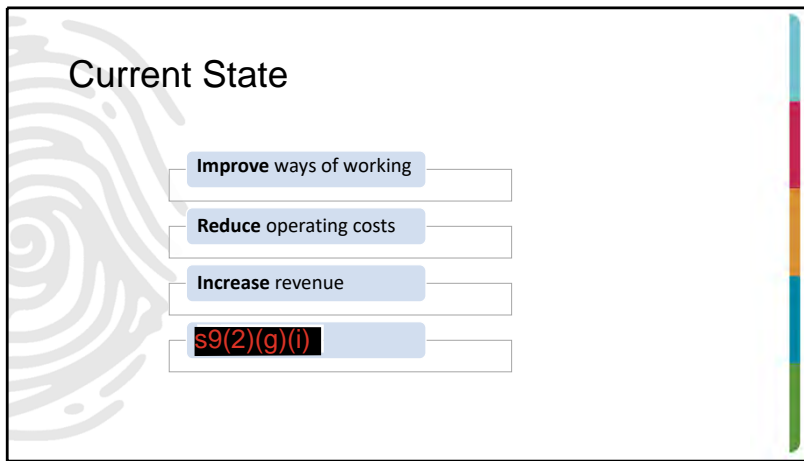 Current State
Improve ways of working
Reduce operating costs
Increase revenue
s9(2)(g)(i)